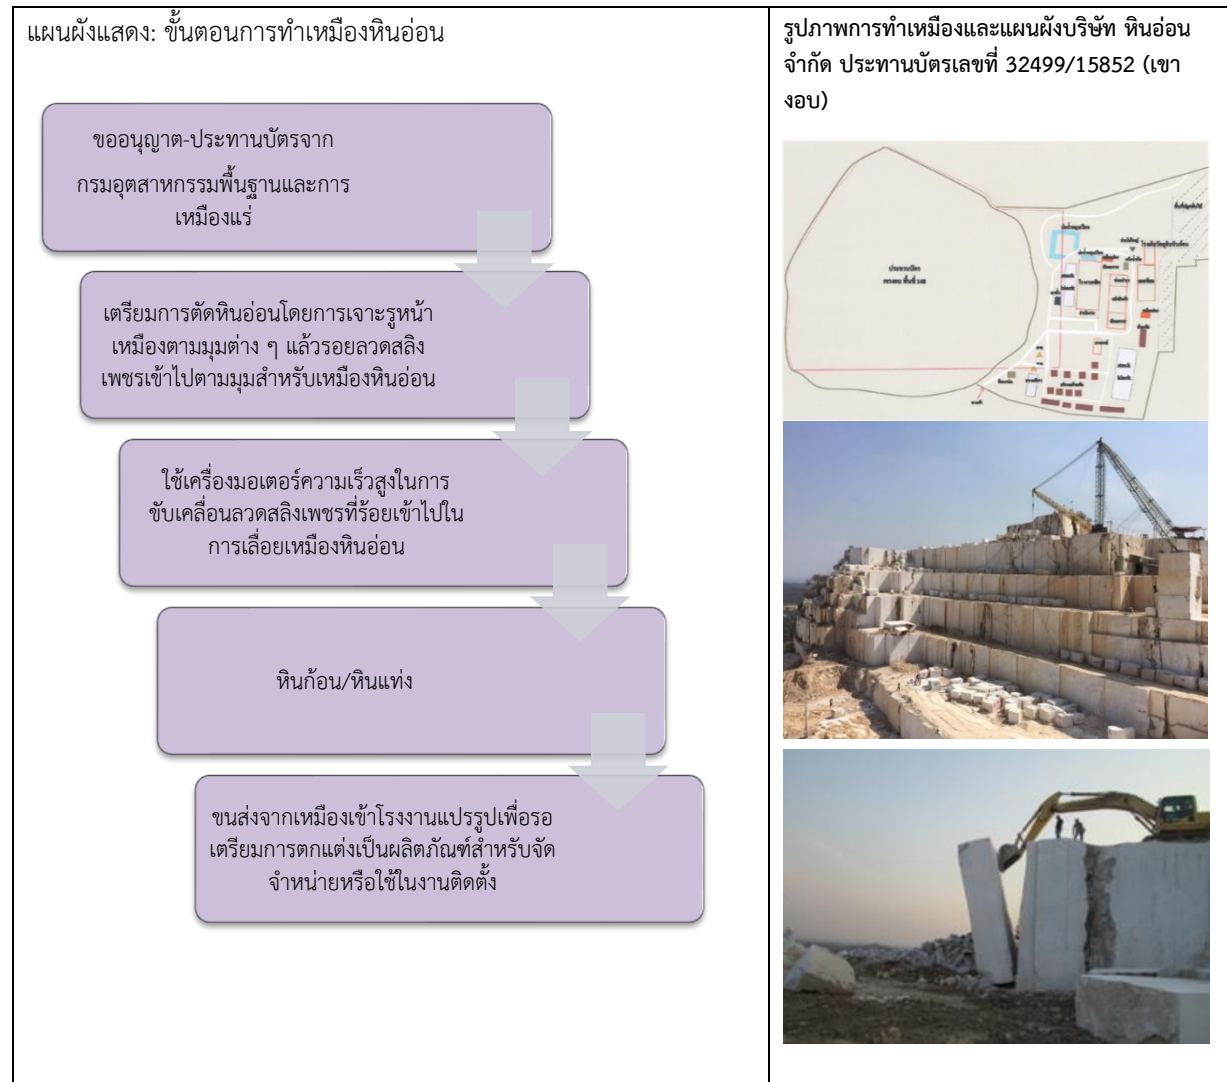 แผนผังแสดง: ขั้นตอนการทำเหมืองหินอ่อน
ขออนุญาต-ประทานบัตรจาก
กรมอุตสาหกรรมพื้นฐานและการ
เหมืองแร่
เตรียมการตัดหินอ่อนโดยการเจาะรูหน้า
เหมืองตามมุมต่าง ๆ แล้วรอยลวดสลิง
เพชรเข้าไปตามมุมสำหรับเหมืองหินอ่อน
ใช้เครื่องมอเตอร์ความเร็วสูงในการ
ขับเคลื่อนลวดสลิงเพชรที่ร้อยเข้าไปใน
การเลื่อยเหมืองหินอ่อน
หินก้อน/หินแท่ง
ขนส่งจากเหมืองเข้าโรงงานแปรรูปเพื่อรอ
เตรียมการตกแต่งเป็นผลิตภัณฑ์สำหรับจัด
จำหน่ายหรือใช้ในงานติดตั้ง
รูปภาพการทำเหมืองและแผนผังบริษัท หินอ่อน
จำกัด ประทานบัตรเลขที่ 32499/15852 (เขา
งอบ)
ประทานบัตร